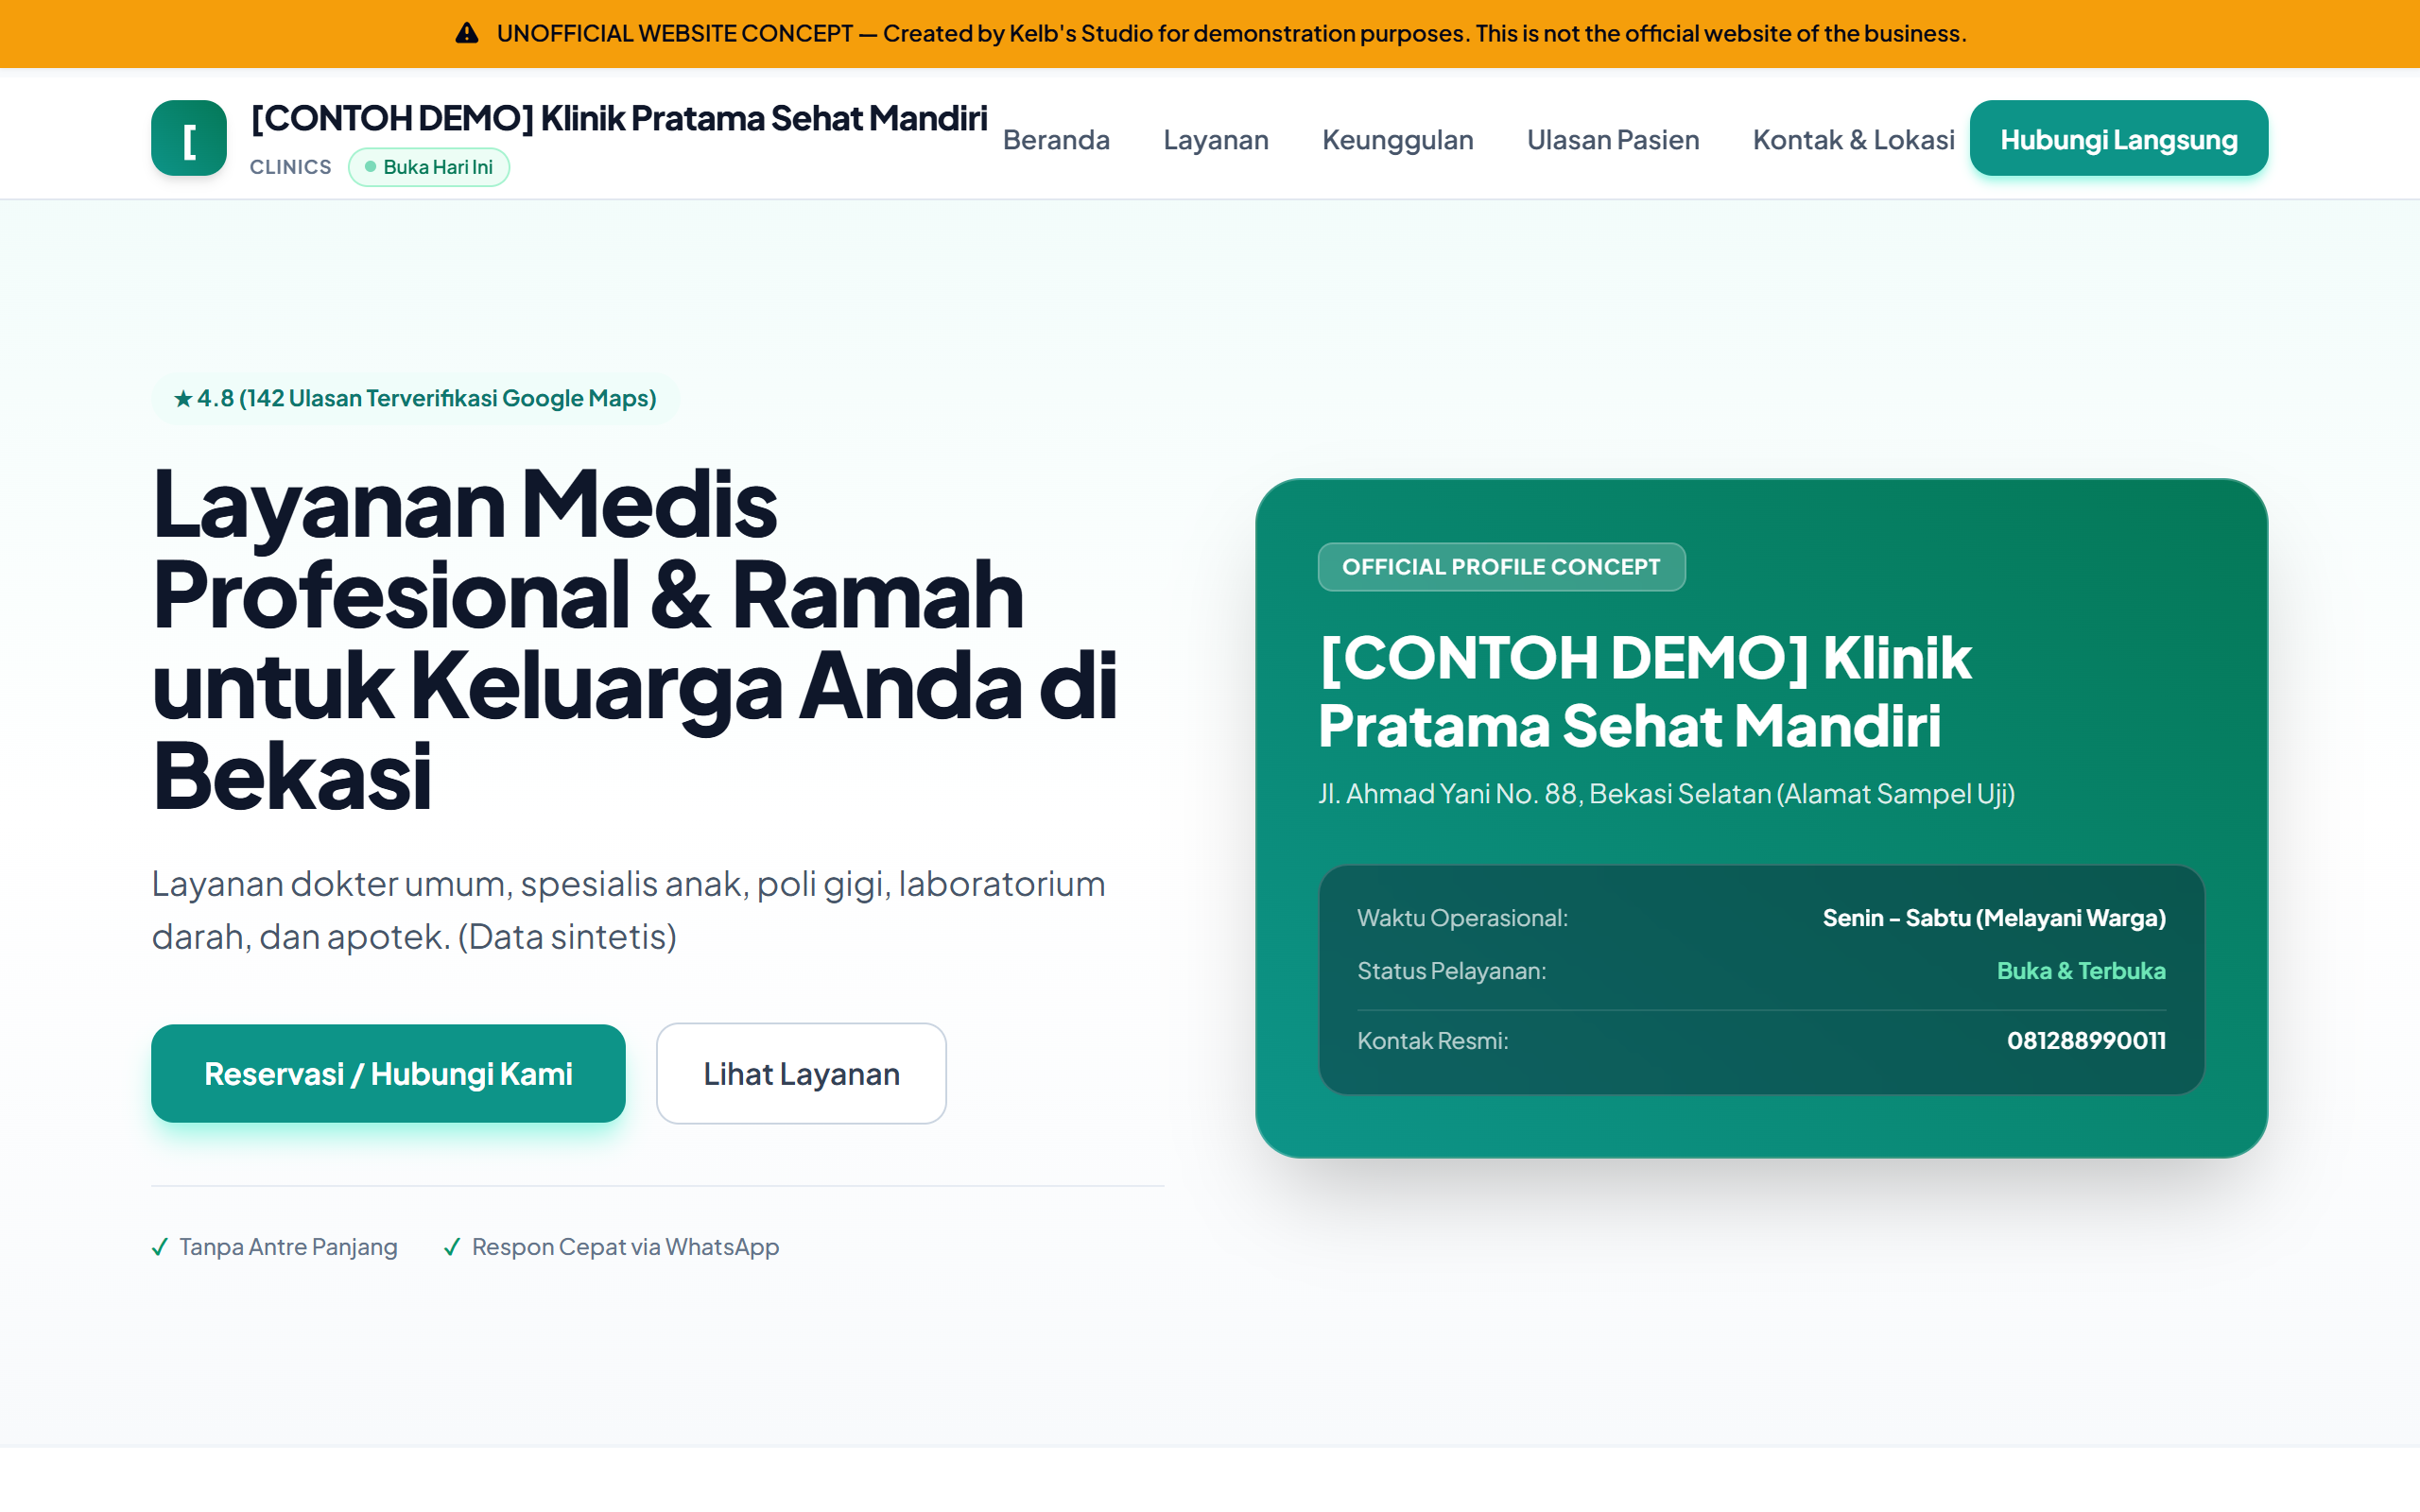 UNOFFICIAL WEBSITE CONCEPT — Created by Kelb's Studio for demonstration purposes. This is not the official website of the business.
[
[CONTOH DEMO] Klinik Pratama Sehat Mandiri
CLINICS
Buka Hari Ini
Beranda
Layanan
Keunggulan
Ulasan Pasien
Kontak & Lokasi
Hubungi Langsung
★ 4.8 (142 Ulasan Terverifikasi Google Maps)
Layanan Medis
Profesional & Ramah
untuk Keluarga Anda di
Bekasi
Layanan dokter umum, spesialis anak, poli gigi, laboratorium
darah, dan apotek. (Data sintetis)
Reservasi / Hubungi Kami
Lihat Layanan
✓ Tanpa Antre Panjang
✓ Respon Cepat via WhatsApp
OFFICIAL PROFILE CONCEPT
[CONTOH DEMO] Klinik
Pratama Sehat Mandiri
Jl. Ahmad Yani No. 88, Bekasi Selatan (Alamat Sampel Uji)
Waktu Operasional:
Senin – Sabtu (Melayani Warga)
Status Pelayanan:
Buka & Terbuka
Kontak Resmi:
081288990011